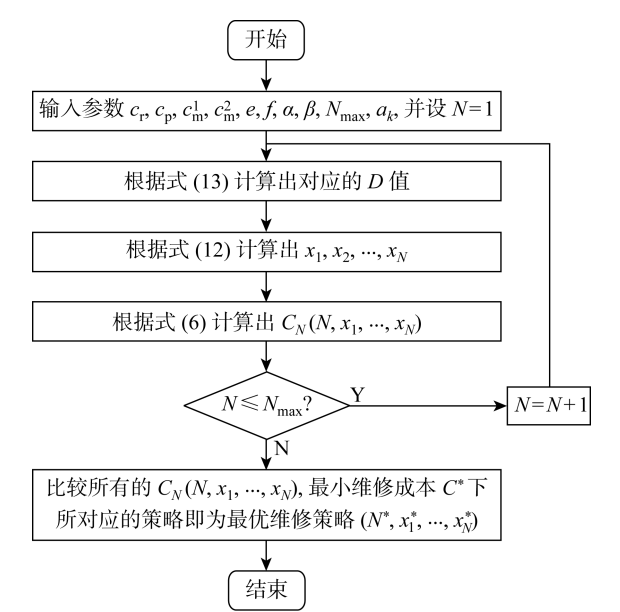 开始
输入参数 c_r, c_p, c_m^1, c_m^2, e, f, α, β, N_max, a_k, 并设 N=1
根据式 (13) 计算出对应的 D 值
根据式 (12) 计算出 x_1, x_2, ···, x_N
根据式 (6) 计算出 C_N(N, x_1, ···, x_N)
N≤N_max?
Y
N=N+1
N
比较所有的 C_N(N, x_1, ···, x_N), 最小维修成本 C* 下
所对应的策略即为最优维修策略 (N*, x_1^*, ···, x_N^*)
结束